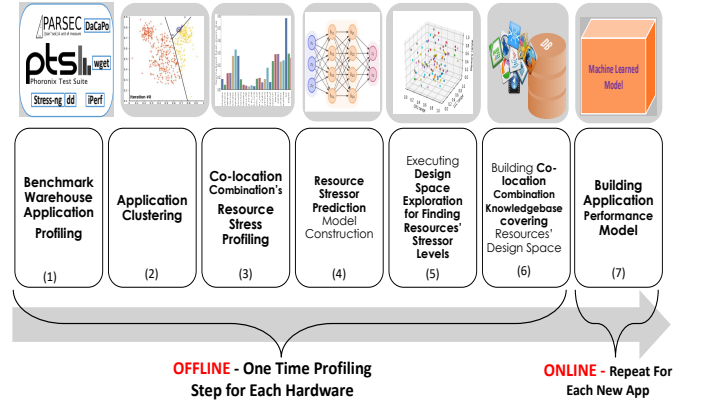 PARSEC
DaCaPo
pts
wget
Phoronix Test Suite
Stress-ng
dd
iPerf
Iteration #8
DB
Machine Learned
Model
Benchmark
Warehouse
Application
Profiling
(1)
Application
Clustering
(2)
Co-location
Combination's
Resource
Stress
Profiling
(3)
Resource
Stressor
Prediction
Model
Construction
(4)
Executing
Design
Space
Exploration
for Finding
Resources'
Stressor
Levels
(5)
Building Co-
location
Combination
Knowledgebase
covering
Resources'
Design Space
(6)
Building
Application
Performance
Model
(7)
OFFLINE - One Time Profiling
Step for Each Hardware
ONLINE - Repeat For
Each New App